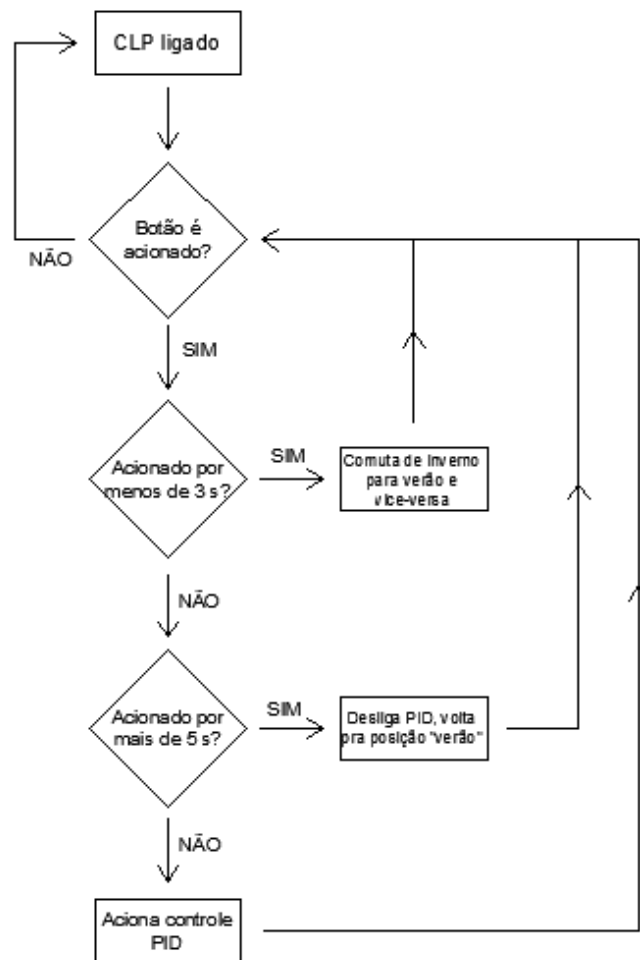 CLP ligado
Botão é
acionado?
NÃO
SIM
Acionado por
menos de 3 s?
SIM
Comuta de inverno
para verão e
vice-versa
NÃO
Acionado por
mais de 5 s?
SIM
Desliga PID, volta
pra posição "verão"
NÃO
Aciona controle
PID